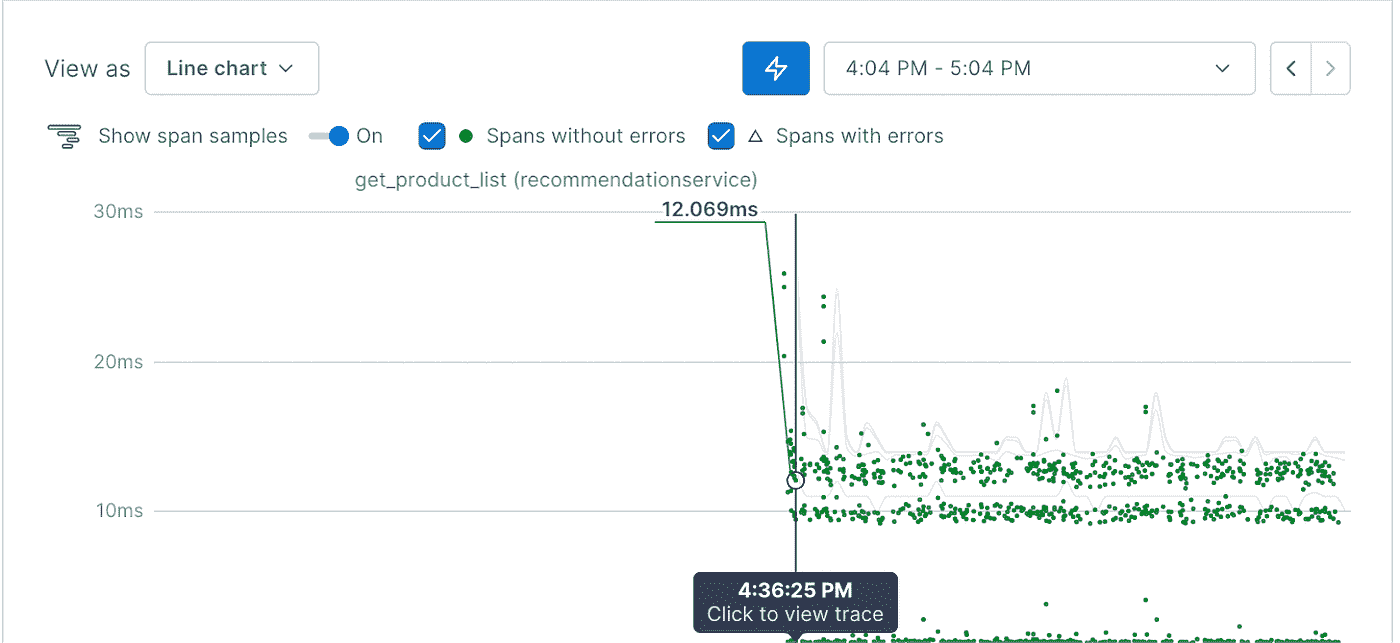 View as Line chart 4:04 PM - 5:04 PM
Show span samples On Spans without errors Spans with errors
get_product_list (recommendationservice)
12.069ms
30ms
20ms
10ms
4:36:25 PM
Click to view trace